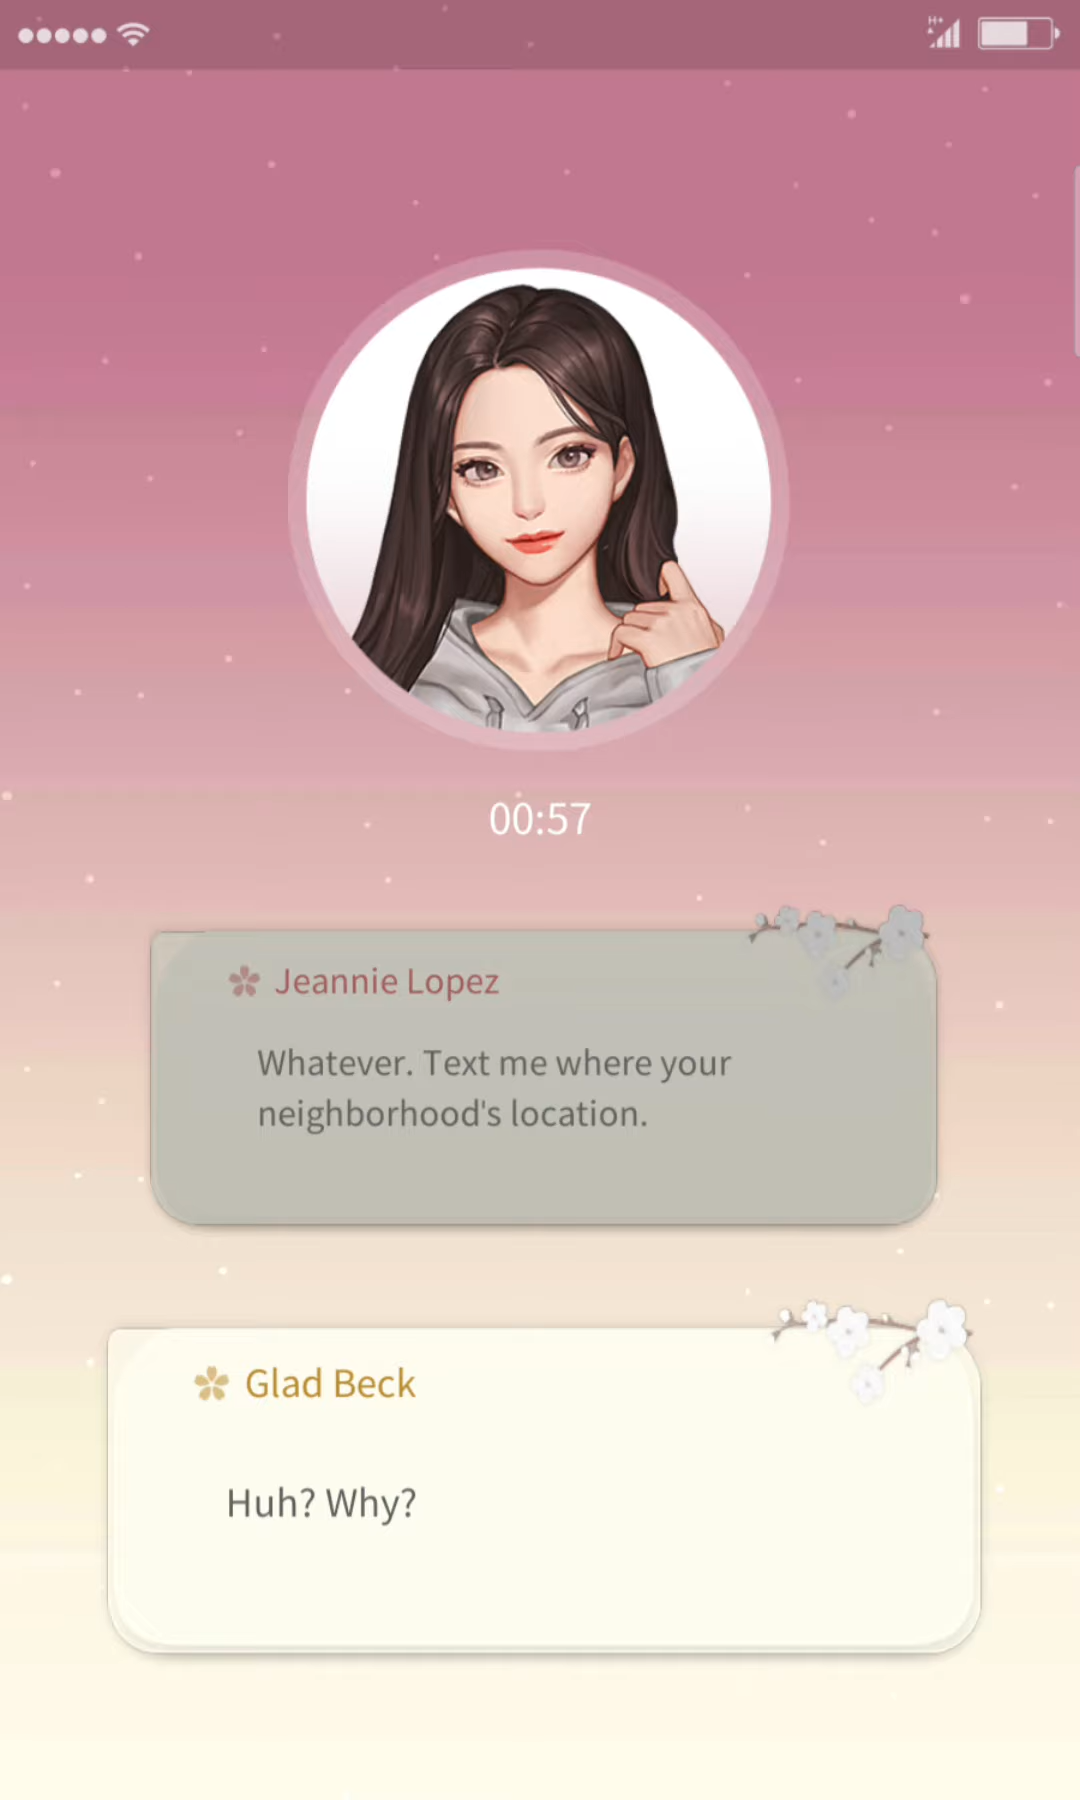 H+
00:57
Jeannie Lopez
Whatever. Text me where your
neighborhood's location.
Glad Beck
Huh? Why?